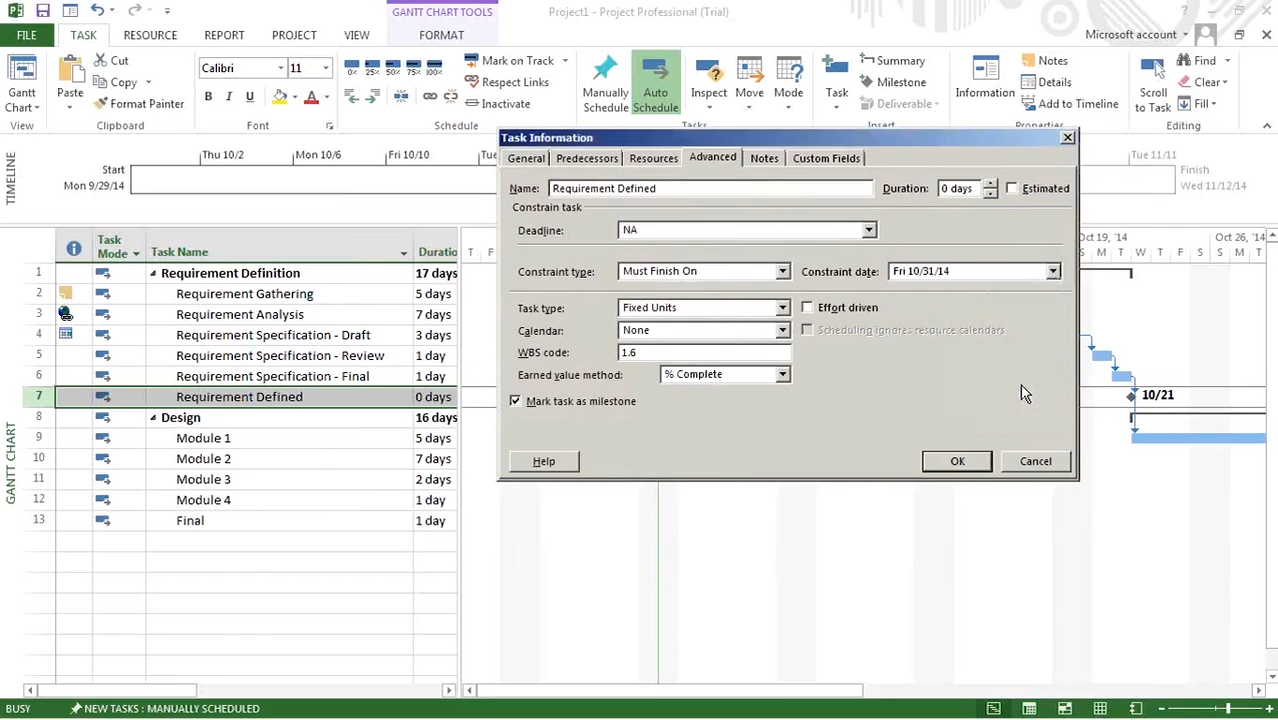 GANTT CHART TOOLS
Project1 - Project Professional (Trial)
FILE TASK RESOURCE REPORT PROJECT VIEW FORMAT Microsoft account
Gantt Chart
View
Paste
Cut
Copy
Format Painter
Clipboard
Calibri 11
B I U A
Font
0% 25% 50% 75% 100%
Mark on Track
Respect Links
Inactivate
Schedule
Manually Schedule
Auto Schedule
Inspect
Move
Mode
Tasks
Task
Summary
Milestone
Deliverable
Insert
Information
Notes
Details
Add to Timeline
Properties
Scroll to Task
Find
Clear
Fill
Editing
TIMELINE
Start
Mon 9/29/14
Thu 10/2
Mon 10/6
Fri 10/10
Tue
Tue 11/11
Finish
Wed 11/12/14
Task Information
General Predecessors Resources Advanced Notes Custom Fields
Name: Requirement Defined Duration: 0 days Estimated
Constrain task
Deadline: NA
Constraint type: Must Finish On Constraint date: Fri 10/31/14
Task type: Fixed Units Effort driven
Calendar: None Scheduling ignores resource calendars
WBS code: 1.6
Earned value method: % Complete
Mark task as milestone
Help OK Cancel
GANTT CHART
Task Mode Task Name Duratio
1 Requirement Definition 17 days
2 Requirement Gathering 5 days
3 Requirement Analysis 7 days
4 Requirement Specification - Draft 2 days
5 Requirement Specification - Review 1 day
6 Requirement Specification - Final 1 day
7 Requirement Defined 0 days
8 Design 16 days
9 Module 1 5 days
10 Module 2 7 days
11 Module 3 2 days
12 Module 4 1 day
13 Final 1 day
T F
Oct 19, '14 Oct 26, '14
M T W T F S S M T
10/21
BUSY NEW TASKS : MANUALLY SCHEDULED